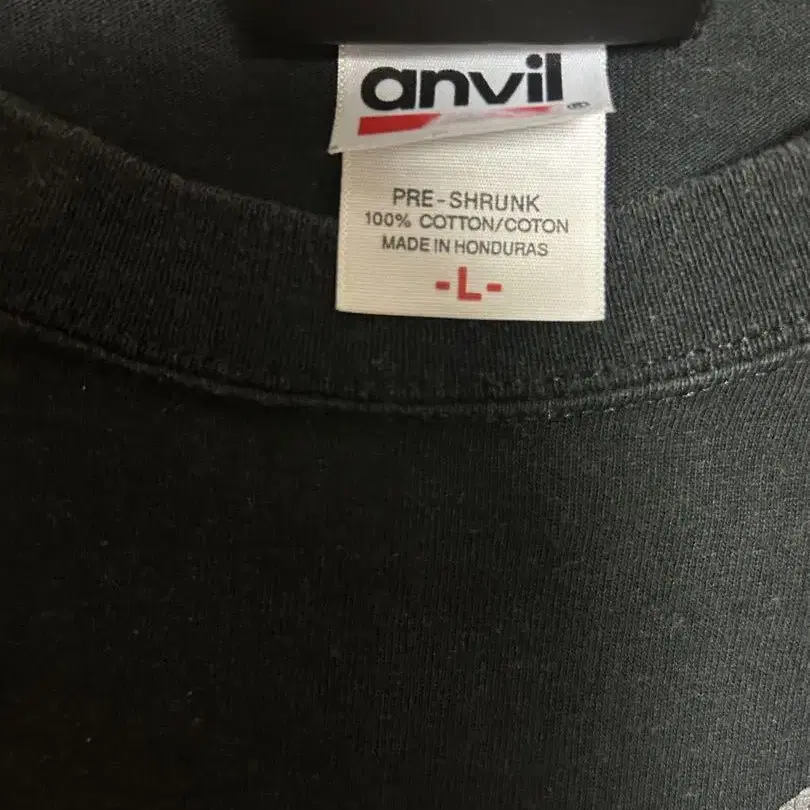 anvil
®
PRE-SHRUNK
100% COTTON/COTON
MADE IN HONDURAS
-L-